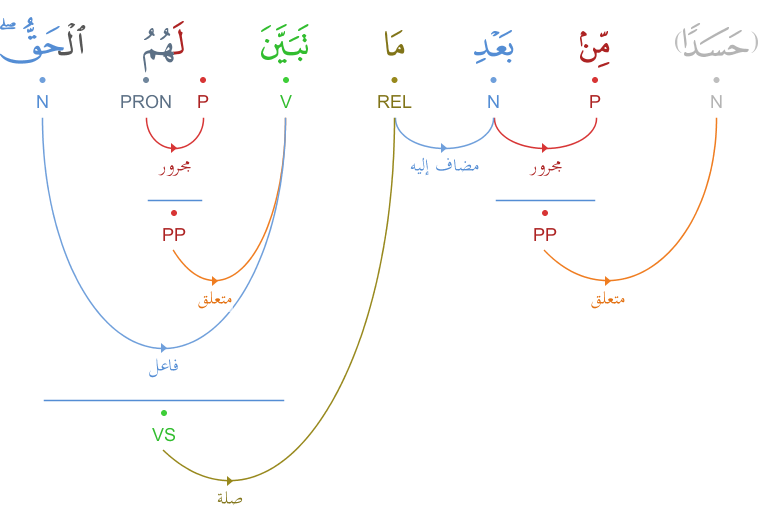 (حَسَدًا) مِّنۢ بَعْدِ مَا تَبَيَّنَ لَهُمُ ٱلْحَقُّ ۖ
N P N REL V P PRON N
مجرور مضاف إليه مجرور
PP PP
متعلق متعلق
فاعل
VS
صلة